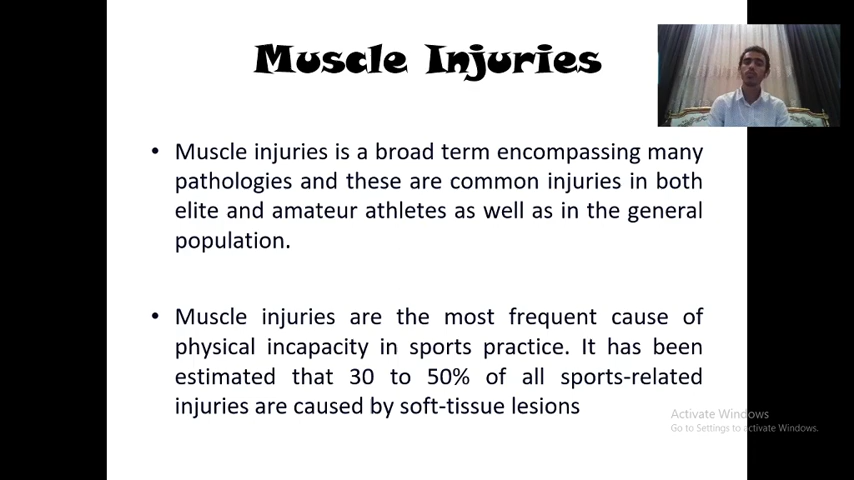 Muscle Injuries
• Muscle injuries is a broad term encompassing many
pathologies and these are common injuries in both
elite and amateur athletes as well as in the general
population.
• Muscle injuries are the most frequent cause of
physical incapacity in sports practice. It has been
estimated that 30 to 50% of all sports-related
injuries are caused by soft-tissue lesions
Activate Windows
Go to Settings to activate Windows.